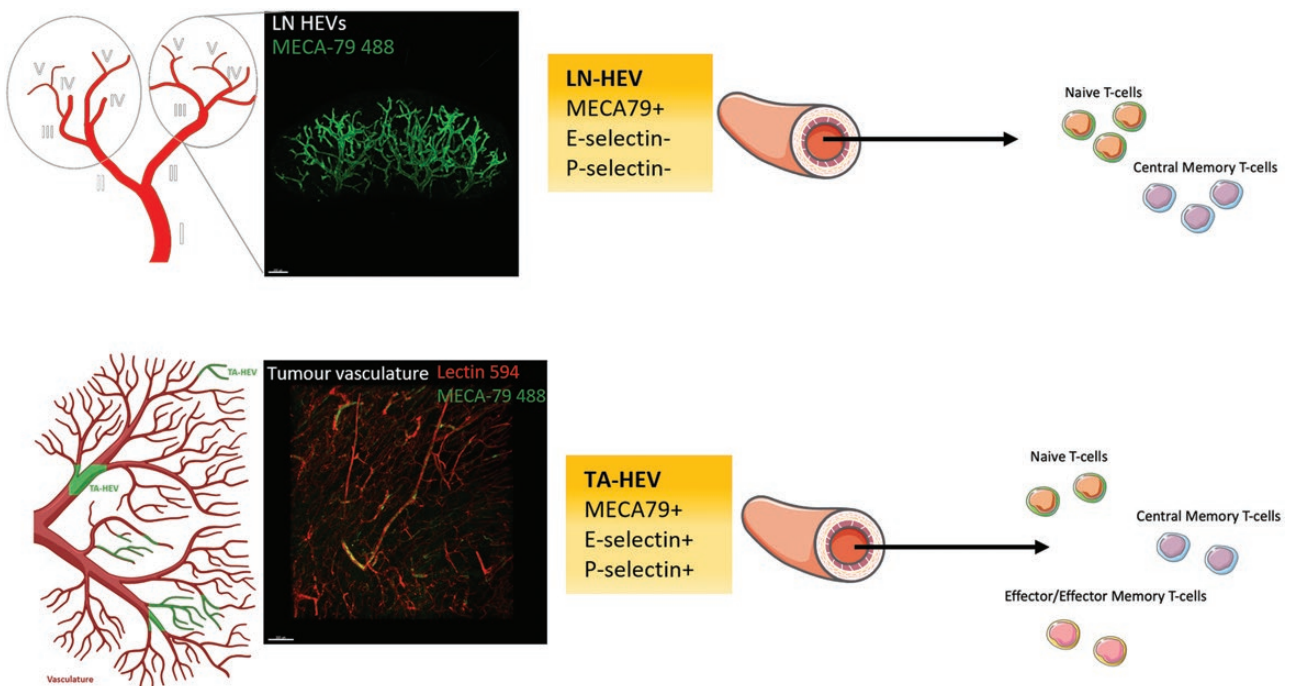 LN HEVs
MECA-79 488
V
V
IV
IV
III
II
I
V
V
IV
III
II
LN-HEV
MECA79+
E-selectin-
P-selectin-
Naive T-cells
Central Memory T-cells
TA-HEV
TA-HEV
Vasculature
Tumour vasculature Lectin 594
MECA-79 488
TA-HEV
MECA79+
E-selectin+
P-selectin+
Naive T-cells
Central Memory T-cells
Effector/Effector Memory T-cells